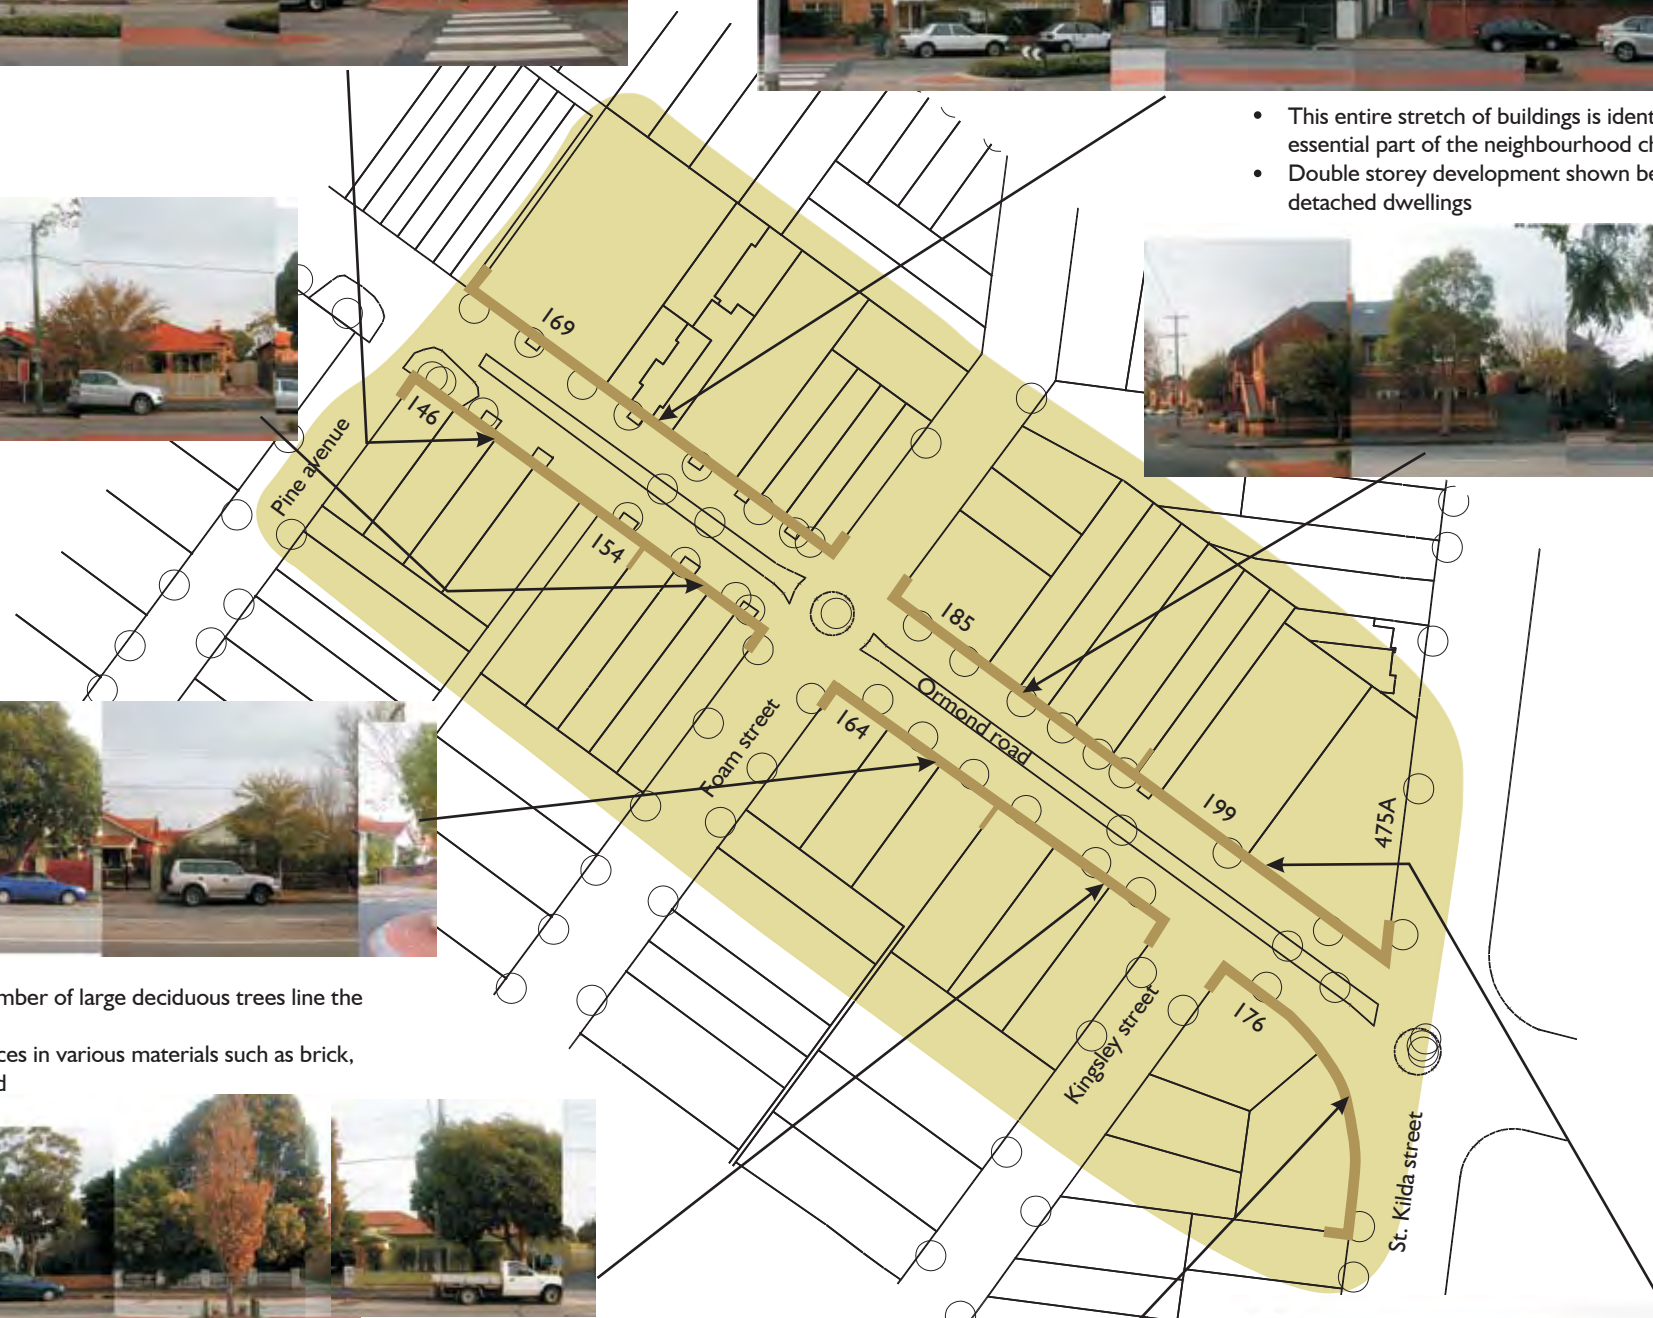 • This entire stretch of buildings is ident
essential part of the neighbourhood ch
• Double storey development shown be
detached dwellings
169
146
Pine avenue
154
185
Ormond road
164
Foam street
199
475A
176
Kingsley street
St. Kilda street
mber of large deciduous trees line the
ces in various materials such as brick,
d